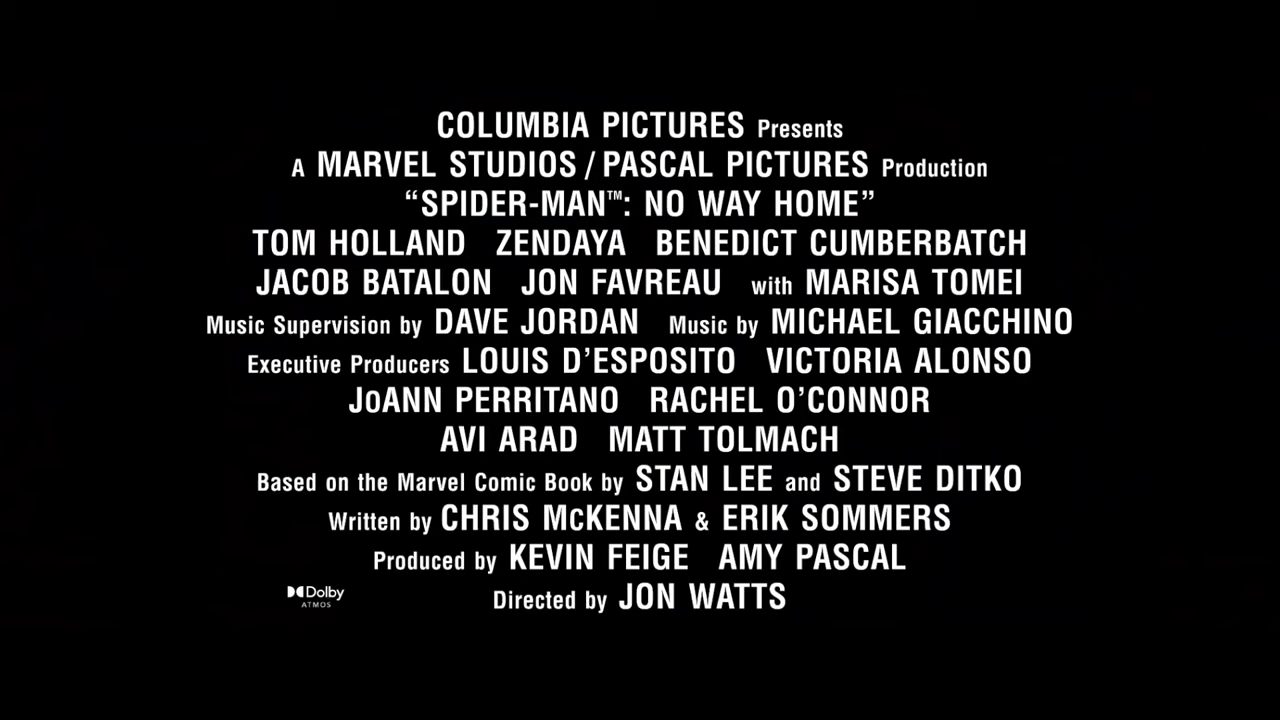 COLUMBIA PICTURES Presents
A MARVEL STUDIOS / PASCAL PICTURES Production
“SPIDER-MAN™: NO WAY HOME”
TOM HOLLAND ZENDAYA BENEDICT CUMBERBATCH
JACOB BATALON JON FAVREAU with MARISA TOMEI
Music Supervision by DAVE JORDAN Music by MICHAEL GIACCHINO
Executive Producers LOUIS D’ESPOSITO VICTORIA ALONSO
JoANN PERRITANO RACHEL O’CONNOR
AVI ARAD MATT TOLMACH
Based on the Marvel Comic Book by STAN LEE and STEVE DITKO
Written by CHRIS McKENNA & ERIK SOMMERS
Produced by KEVIN FEIGE AMY PASCAL
Directed by JON WATTS
Dolby
ATMOS